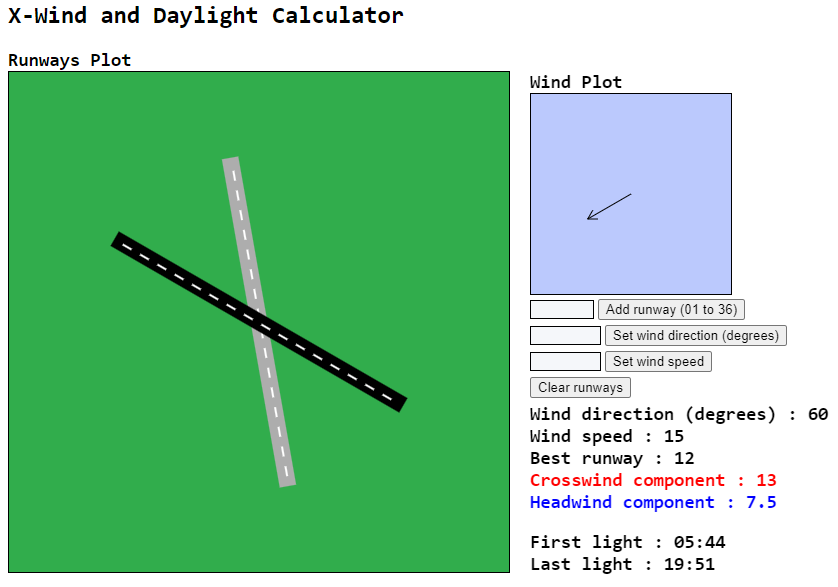 X-Wind and Daylight Calculator
Runways Plot
Wind Plot
Add runway (01 to 36)
Set wind direction (degrees)
Set wind speed
Clear runways
Wind direction (degrees) : 60
Wind speed : 15
Best runway : 12
Crosswind component : 13
Headwind component : 7.5
First light : 05:44
Last light : 19:51